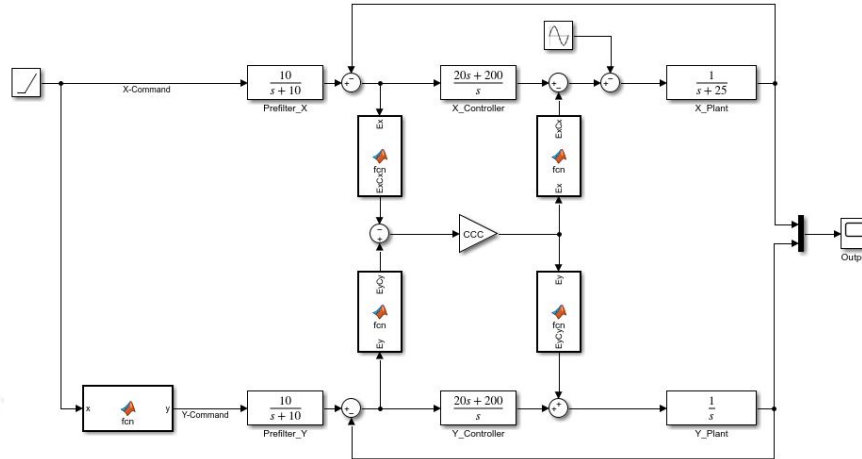 X-Command
10
s + 10
Prefilter_X
20s + 200
s
X_Controller
1
s + 25
X_Plant
Ex
fcn
ExCx
ExCx
fcn
Ex
CCC
EyCy
fcn
Ey
Ey
fcn
EyCy
Outp
x
fcn
y
Y-Command
10
s + 10
Prefilter_Y
20s + 200
s
Y_Controller
1
s
Y_Plant